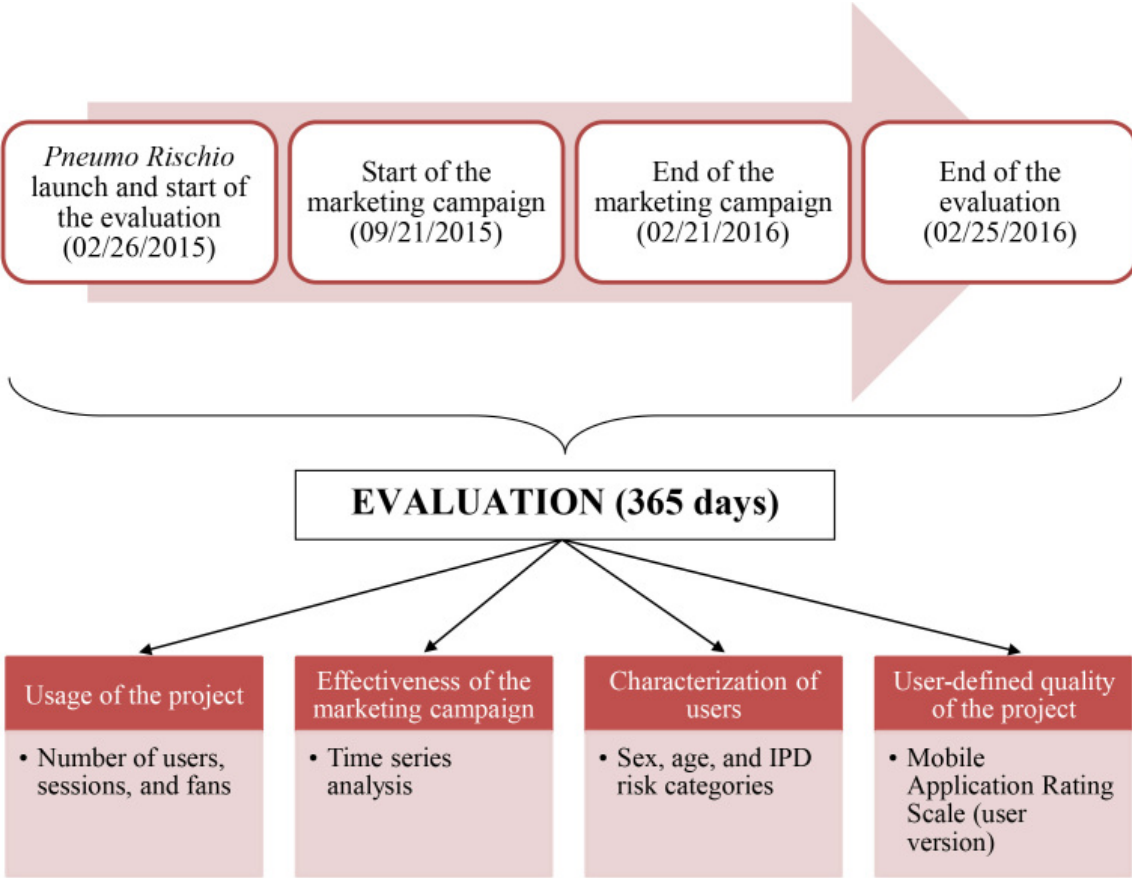 Pneumo Rischio
launch and start of
the evaluation
(02/26/2015)
Start of the
marketing campaign
(09/21/2015)
End of the
marketing campaign
(02/21/2016)
End of the
evaluation
(02/25/2016)
EVALUATION (365 days)
Usage of the project
• Number of users,
sessions, and fans
Effectiveness of the
marketing campaign
• Time series
analysis
Characterization of
users
• Sex, age, and IPD
risk categories
User-defined quality
of the project
• Mobile
Application Rating
Scale (user
version)